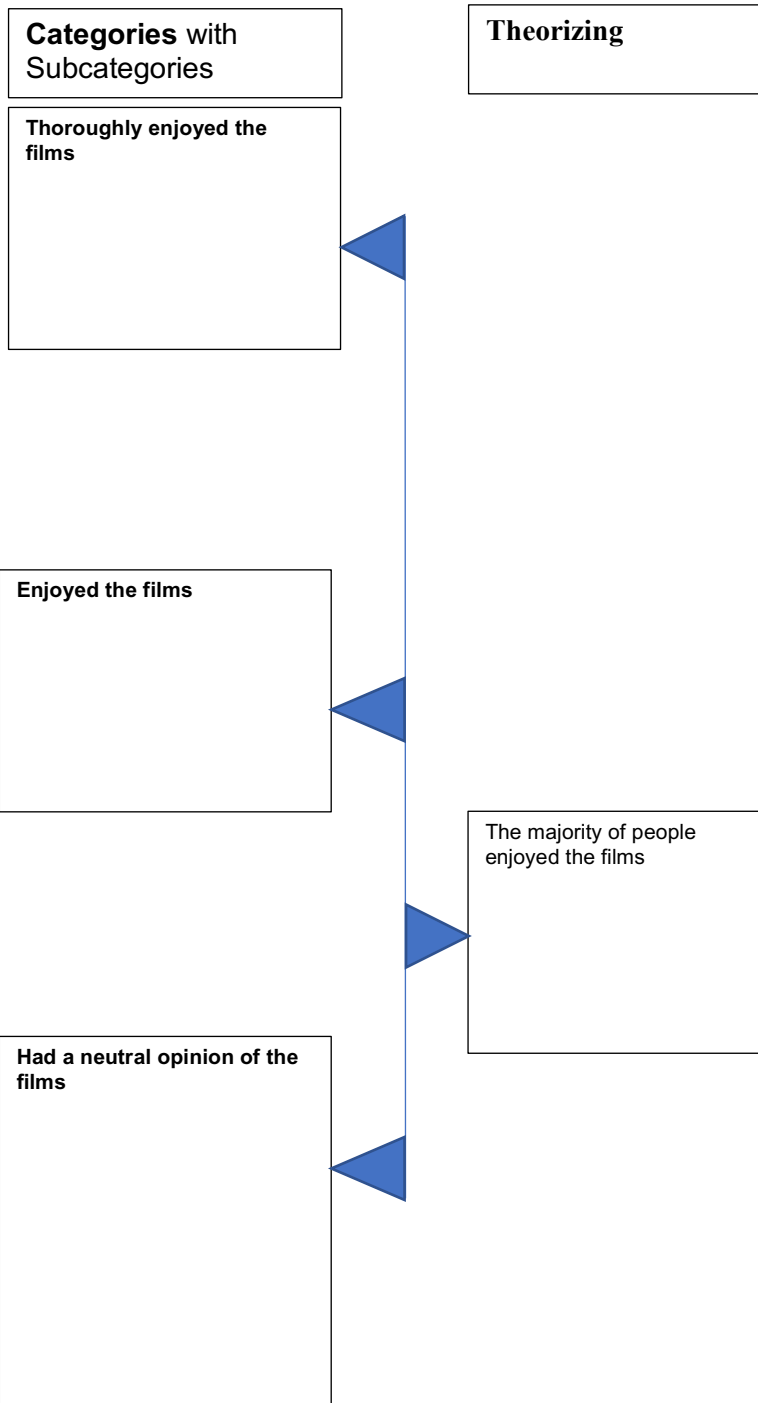 Categories with
Subcategories
Theorizing
Thoroughly enjoyed the
films
Enjoyed the films
The majority of people
enjoyed the films
Had a neutral opinion of the
films